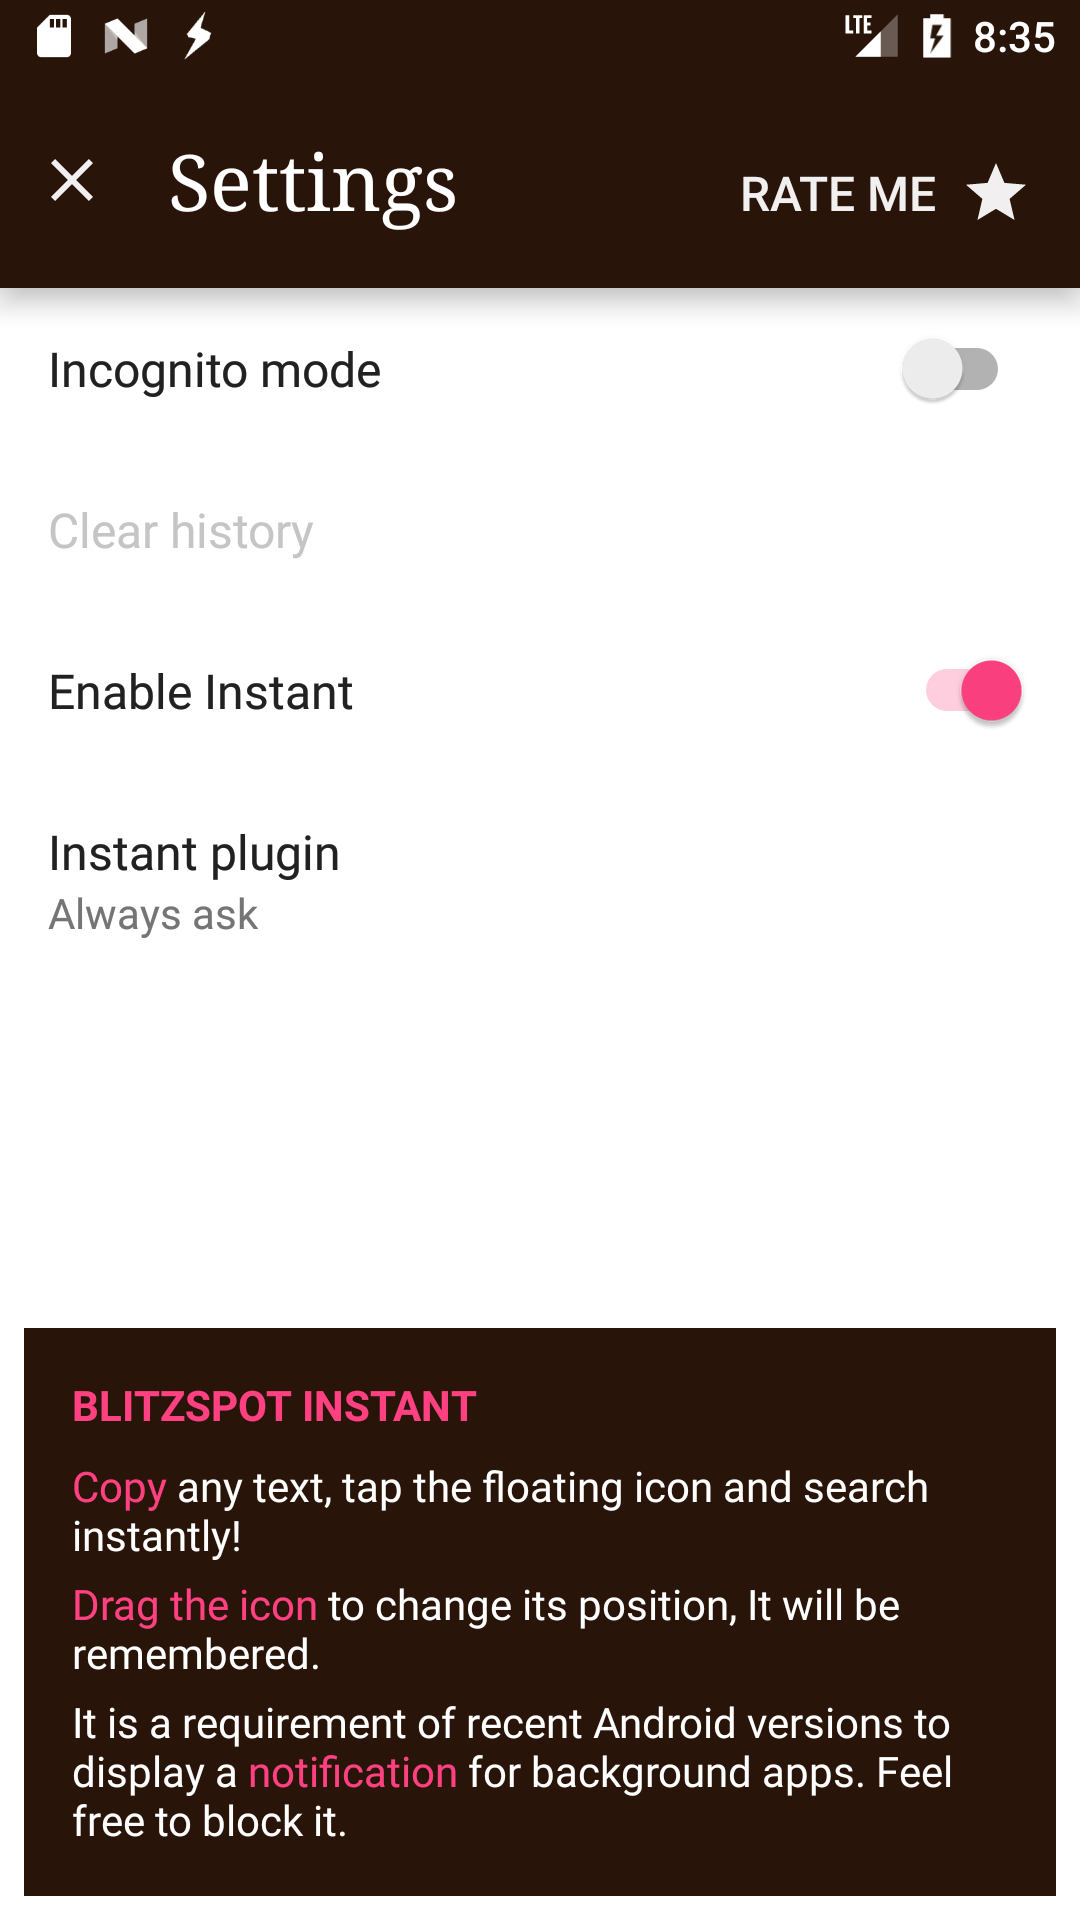 LTE 8:35
Settings RATE ME
Incognito mode
Clear history
Enable Instant
Instant plugin
Always ask
BLITZSPOT INSTANT
Copy any text, tap the floating icon and search
instantly!
Drag the icon to change its position, It will be
remembered.
It is a requirement of recent Android versions to
display a notification for background apps. Feel
free to block it.